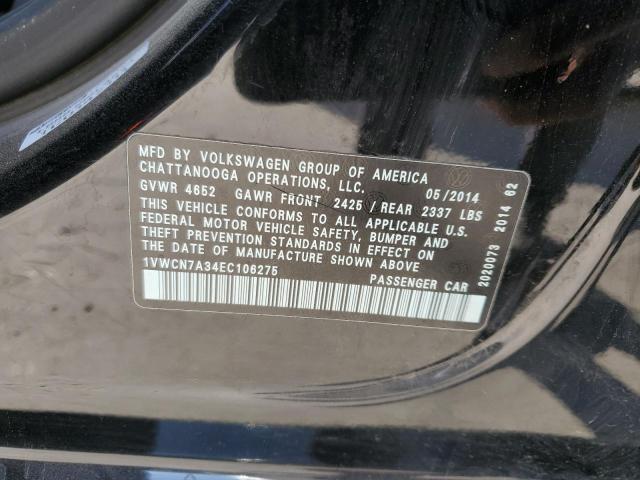 MFD BY VOLKSWAGEN GROUP OF AMERICA
CHATTANOOGA OPERATIONS, LLC. 05/2014
GVWR 4652 GAWR FRONT 2425 / REAR 2337 LBS
THIS VEHICLE CONFORMS TO ALL APPLICABLE U.S.
FEDERAL MOTOR VEHICLE SAFETY, BUMPER, AND
THEFT PREVENTION STANDARDS IN EFFECT ON
THE DATE OF MANUFACTURE SHOWN ABOVE
1VWCN7A34EC106275 PASSENGER CAR
2020073 2014 62